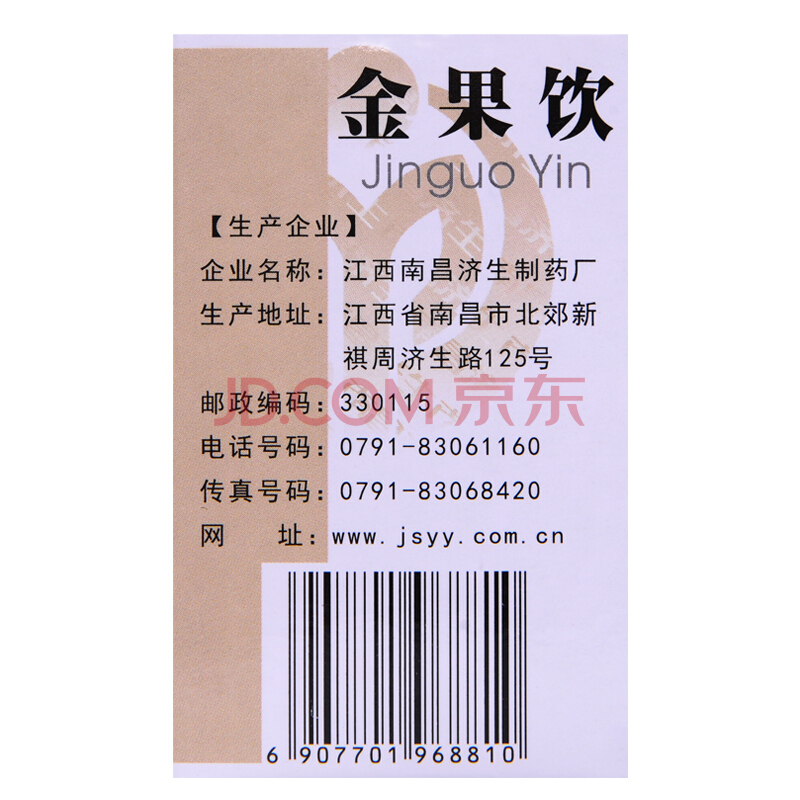 金果饮
Jinguo Yin
【生产企业】
企业名称：江西南昌济生制药厂
生产地址：江西省南昌市北郊新
祺周济生路125号
JD.COM 京东
邮政编码：330115
电话号码：0791-83061160
传真号码：0791-83068420
网　　址：www.jsyy.com.cn
6 907701 968810